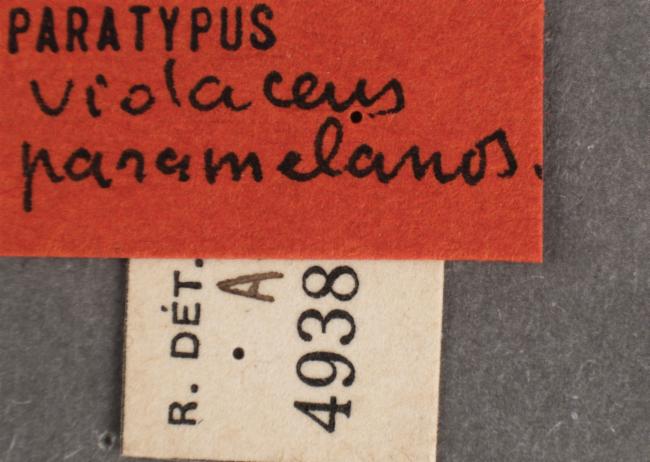 PARATYPUS
violaceus
paramelanos.
R. DÉT.
A
4938